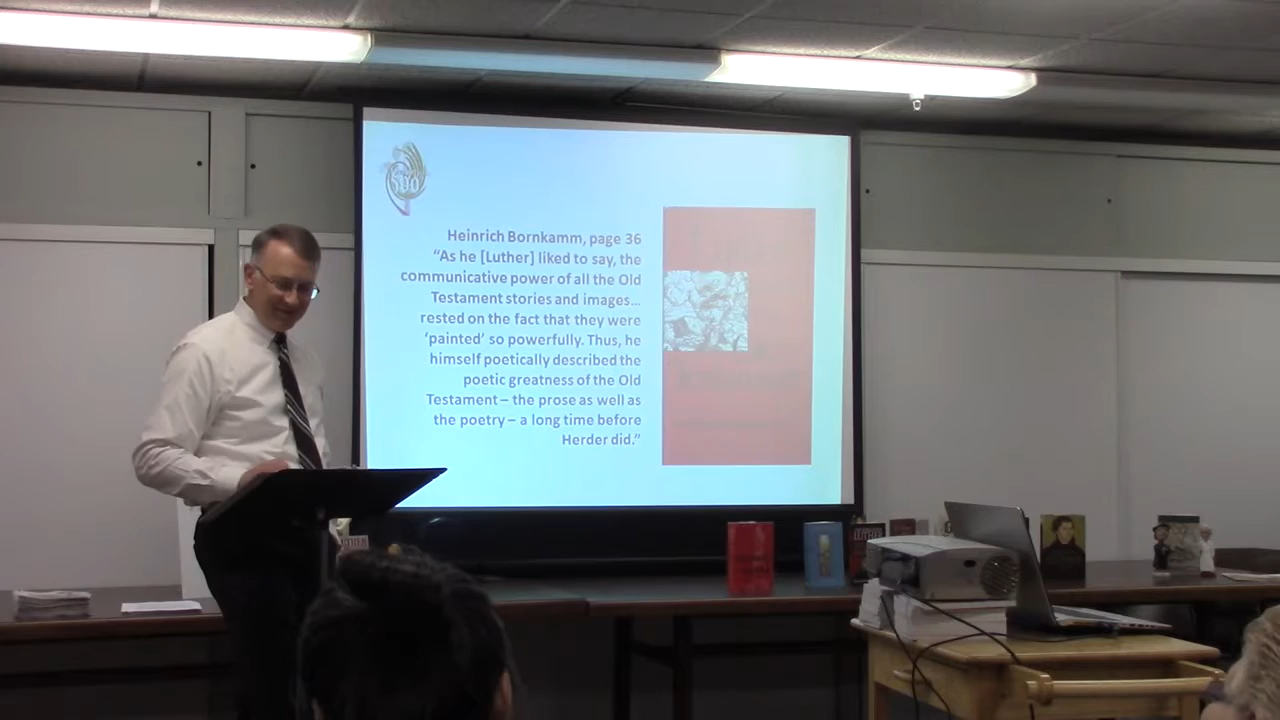 500
Heinrich Bornkamm, page 36
“As he [Luther] liked to say, the
communicative power of all the Old
Testament stories and images...
rested on the fact that they were
‘painted’ so powerfully. Thus, he
himself poetically described the
poetic greatness of the Old
Testament – the prose as well as
the poetry – a long time before
Herder did.”
LUTHER